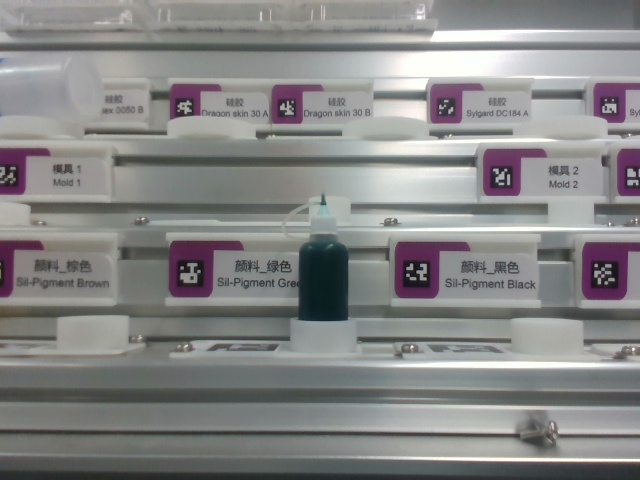 硅胶
ex 0050 B
硅胶
Dragon skin 30 A
硅胶
Dragon skin 30 B
硅胶
Sylgard DC184 A
Syl
模具 1
Mold 1
模具 2
Mold 2
颜料_棕色
Sil-Pigment Brown
颜料_绿色
Sil-Pigment Gree
颜料_黑色
Sil-Pigment Black